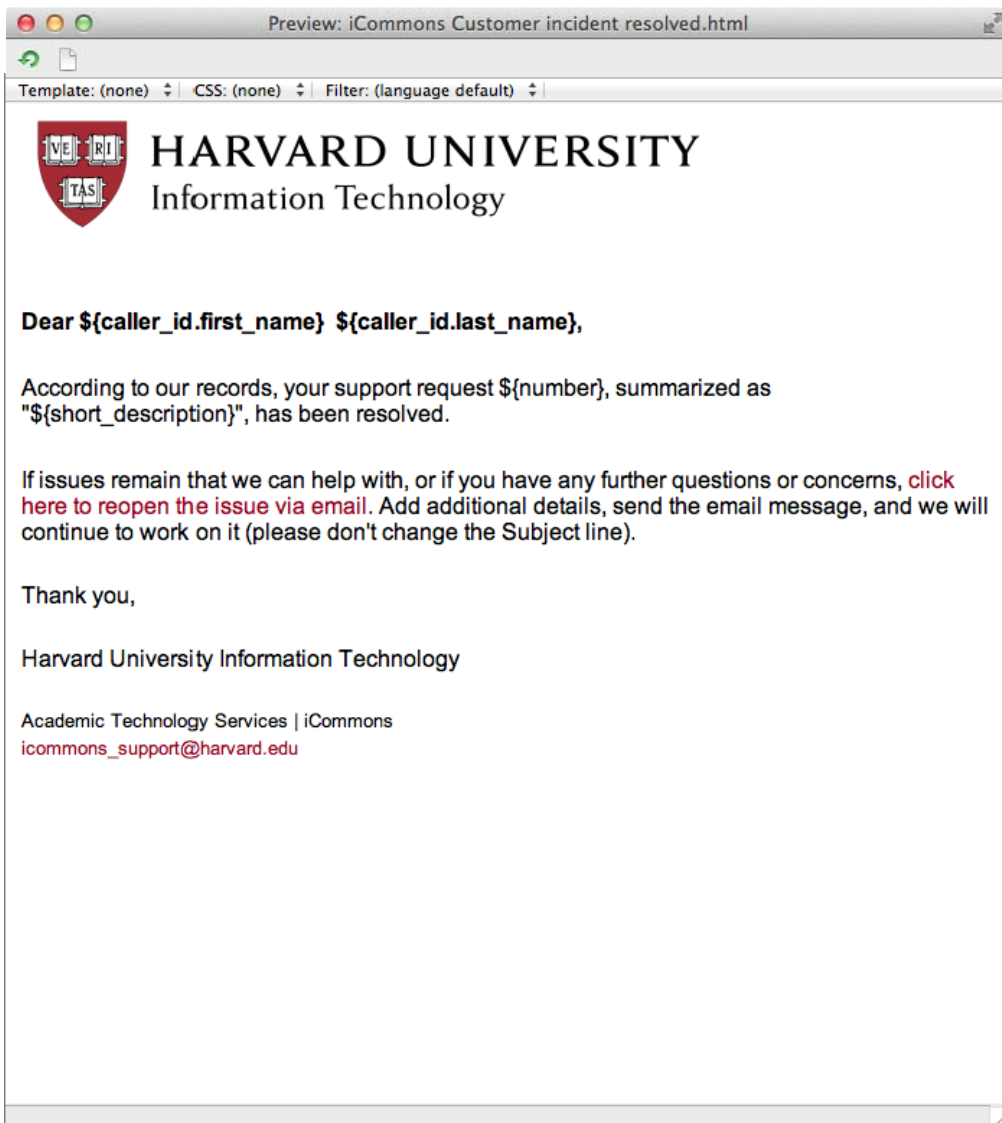 Preview: iCommons Customer incident resolved.html
Template: (none) CSS: (none) Filter: (language default)
VE RI
TAS
HARVARD UNIVERSITY
Information Technology
Dear ${caller_id.first_name}  ${caller_id.last_name},
According to our records, your support request ${number}, summarized as
"${short_description}", has been resolved.
If issues remain that we can help with, or if you have any further questions or concerns, click
here to reopen the issue via email. Add additional details, send the email message, and we will
continue to work on it (please don't change the Subject line).
Thank you,
Harvard University Information Technology
Academic Technology Services | iCommons
icommons_support@harvard.edu